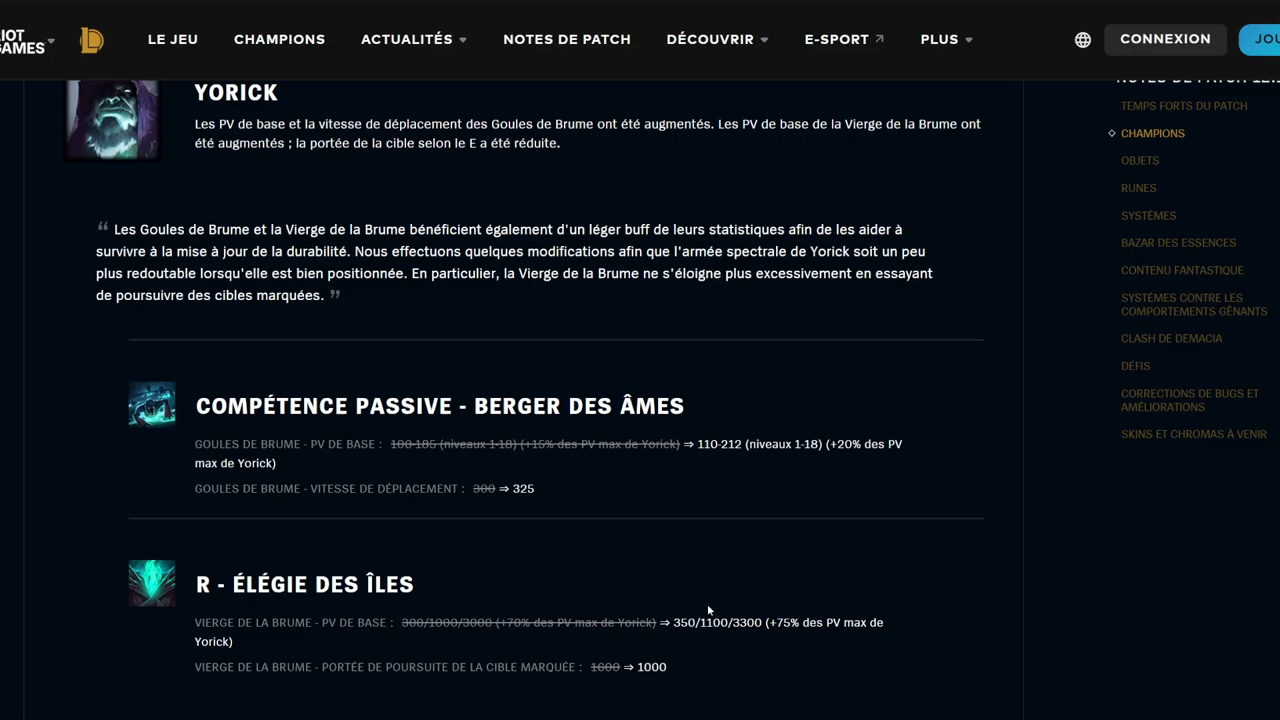 RIOT
GAMES
LE JEU
CHAMPIONS
ACTUALITÉS
NOTES DE PATCH
DÉCOUVRIR
E-SPORT
PLUS
CONNEXION
JOU
YORICK
Les PV de base et la vitesse de déplacement des Goules de Brume ont été augmentés. Les PV de base de la Vierge de la Brume ont
été augmentés ; la portée de la cible selon le E a été réduite.
“ Les Goules de Brume et la Vierge de la Brume bénéficient également d'un léger buff de leurs statistiques afin de les aider à
survivre à la mise à jour de la durabilité. Nous effectuons quelques modifications afin que l'armée spectrale de Yorick soit un peu
plus redoutable lorsqu'elle est bien positionnée. En particulier, la Vierge de la Brume ne s'éloigne plus excessivement en essayant
de poursuivre des cibles marquées. ”
COMPÉTENCE PASSIVE - BERGER DES ÂMES
GOULES DE BRUME - PV DE BASE : 100-185 (niveaux 1-18) (+15% des PV max de Yorick) ⇒ 110-212 (niveaux 1-18) (+20% des PV
max de Yorick)
GOULES DE BRUME - VITESSE DE DÉPLACEMENT : 300 ⇒ 325
R - ÉLÉGIE DES ÎLES
VIERGE DE LA BRUME - PV DE BASE : 300/1000/3000 (+70% des PV max de Yorick) ⇒ 350/1100/3300 (+75% des PV max de
Yorick)
VIERGE DE LA BRUME - PORTÉE DE POURSUITE DE LA CIBLE MARQUÉE : 1600 ⇒ 1000
NOTES DE PATCH
TEMPS FORTS DU PATCH
CHAMPIONS
OBJETS
RUNES
SYSTÈMES
BAZAR DES ESSENCES
CONTENU FANTASTIQUE
SYSTÈMES CONTRE LES
COMPORTEMENTS GÊNANTS
CLASH DE DEMACIA
DÉFIS
CORRECTIONS DE BUGS ET
AMÉLIORATIONS
SKINS ET CHROMAS À VENIR